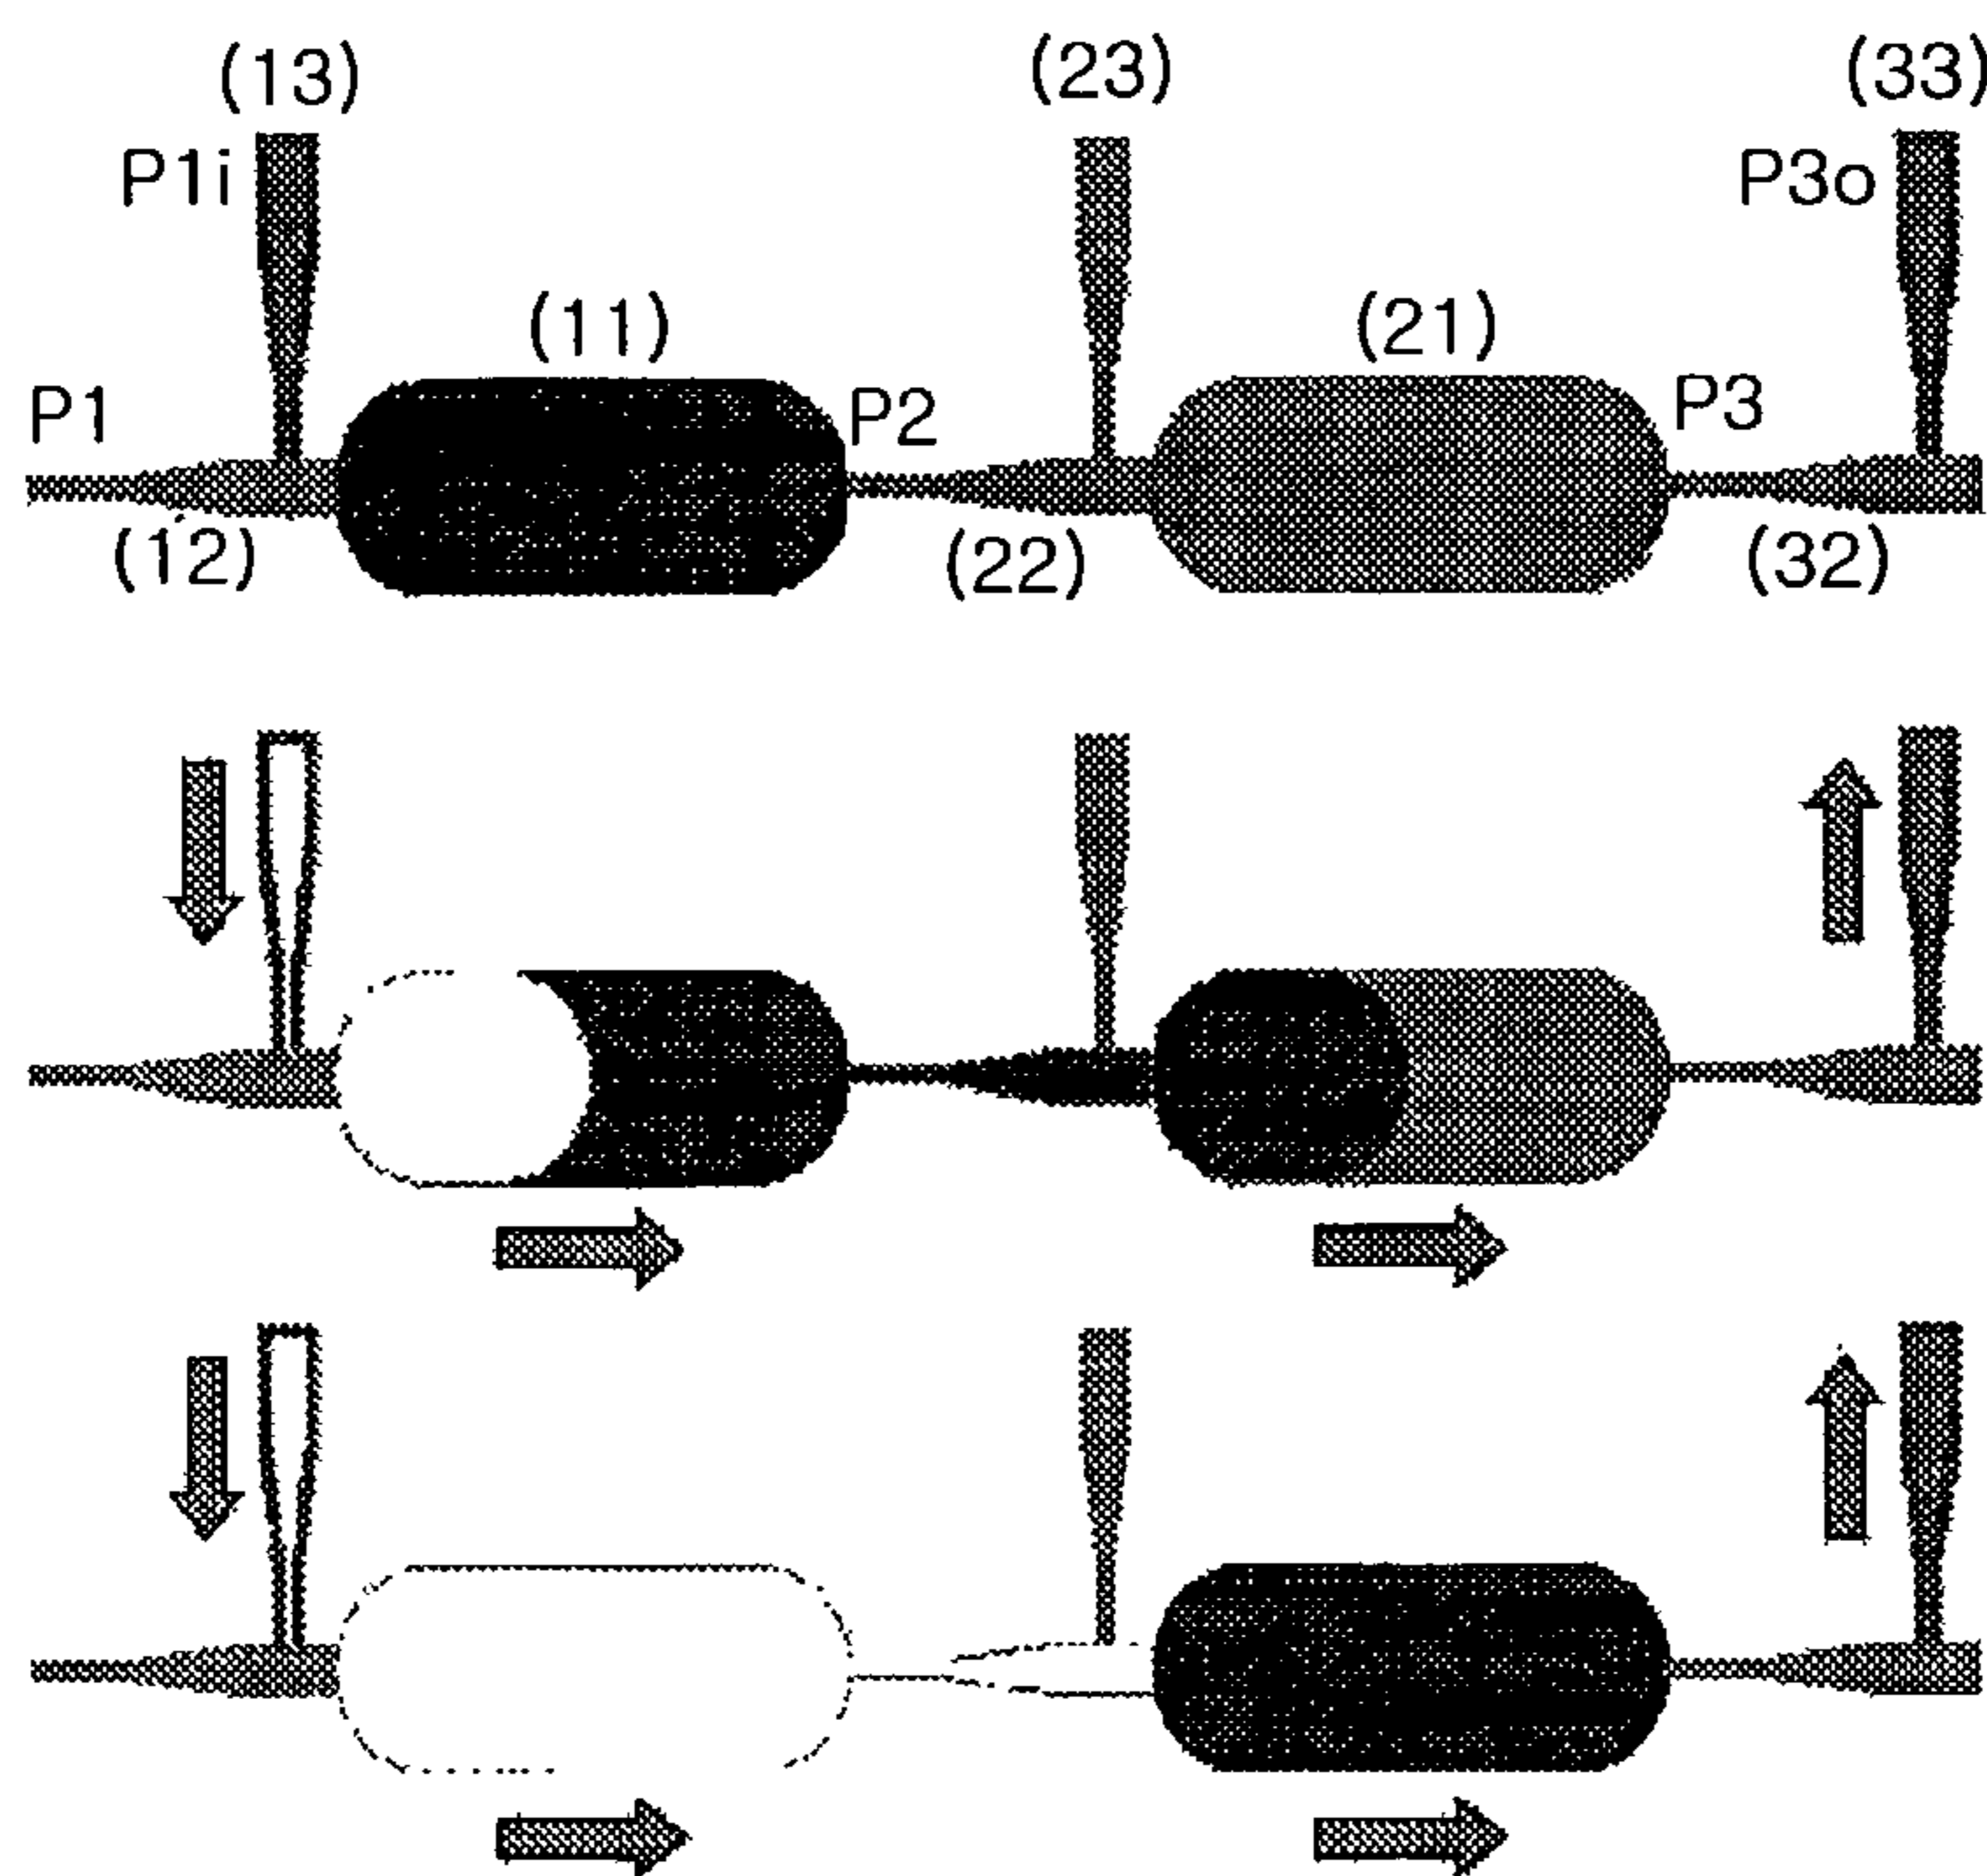 (13) (23) (33)
P1i P3o
(11) (21)
P1 P2 P3
(12) (22) (32)